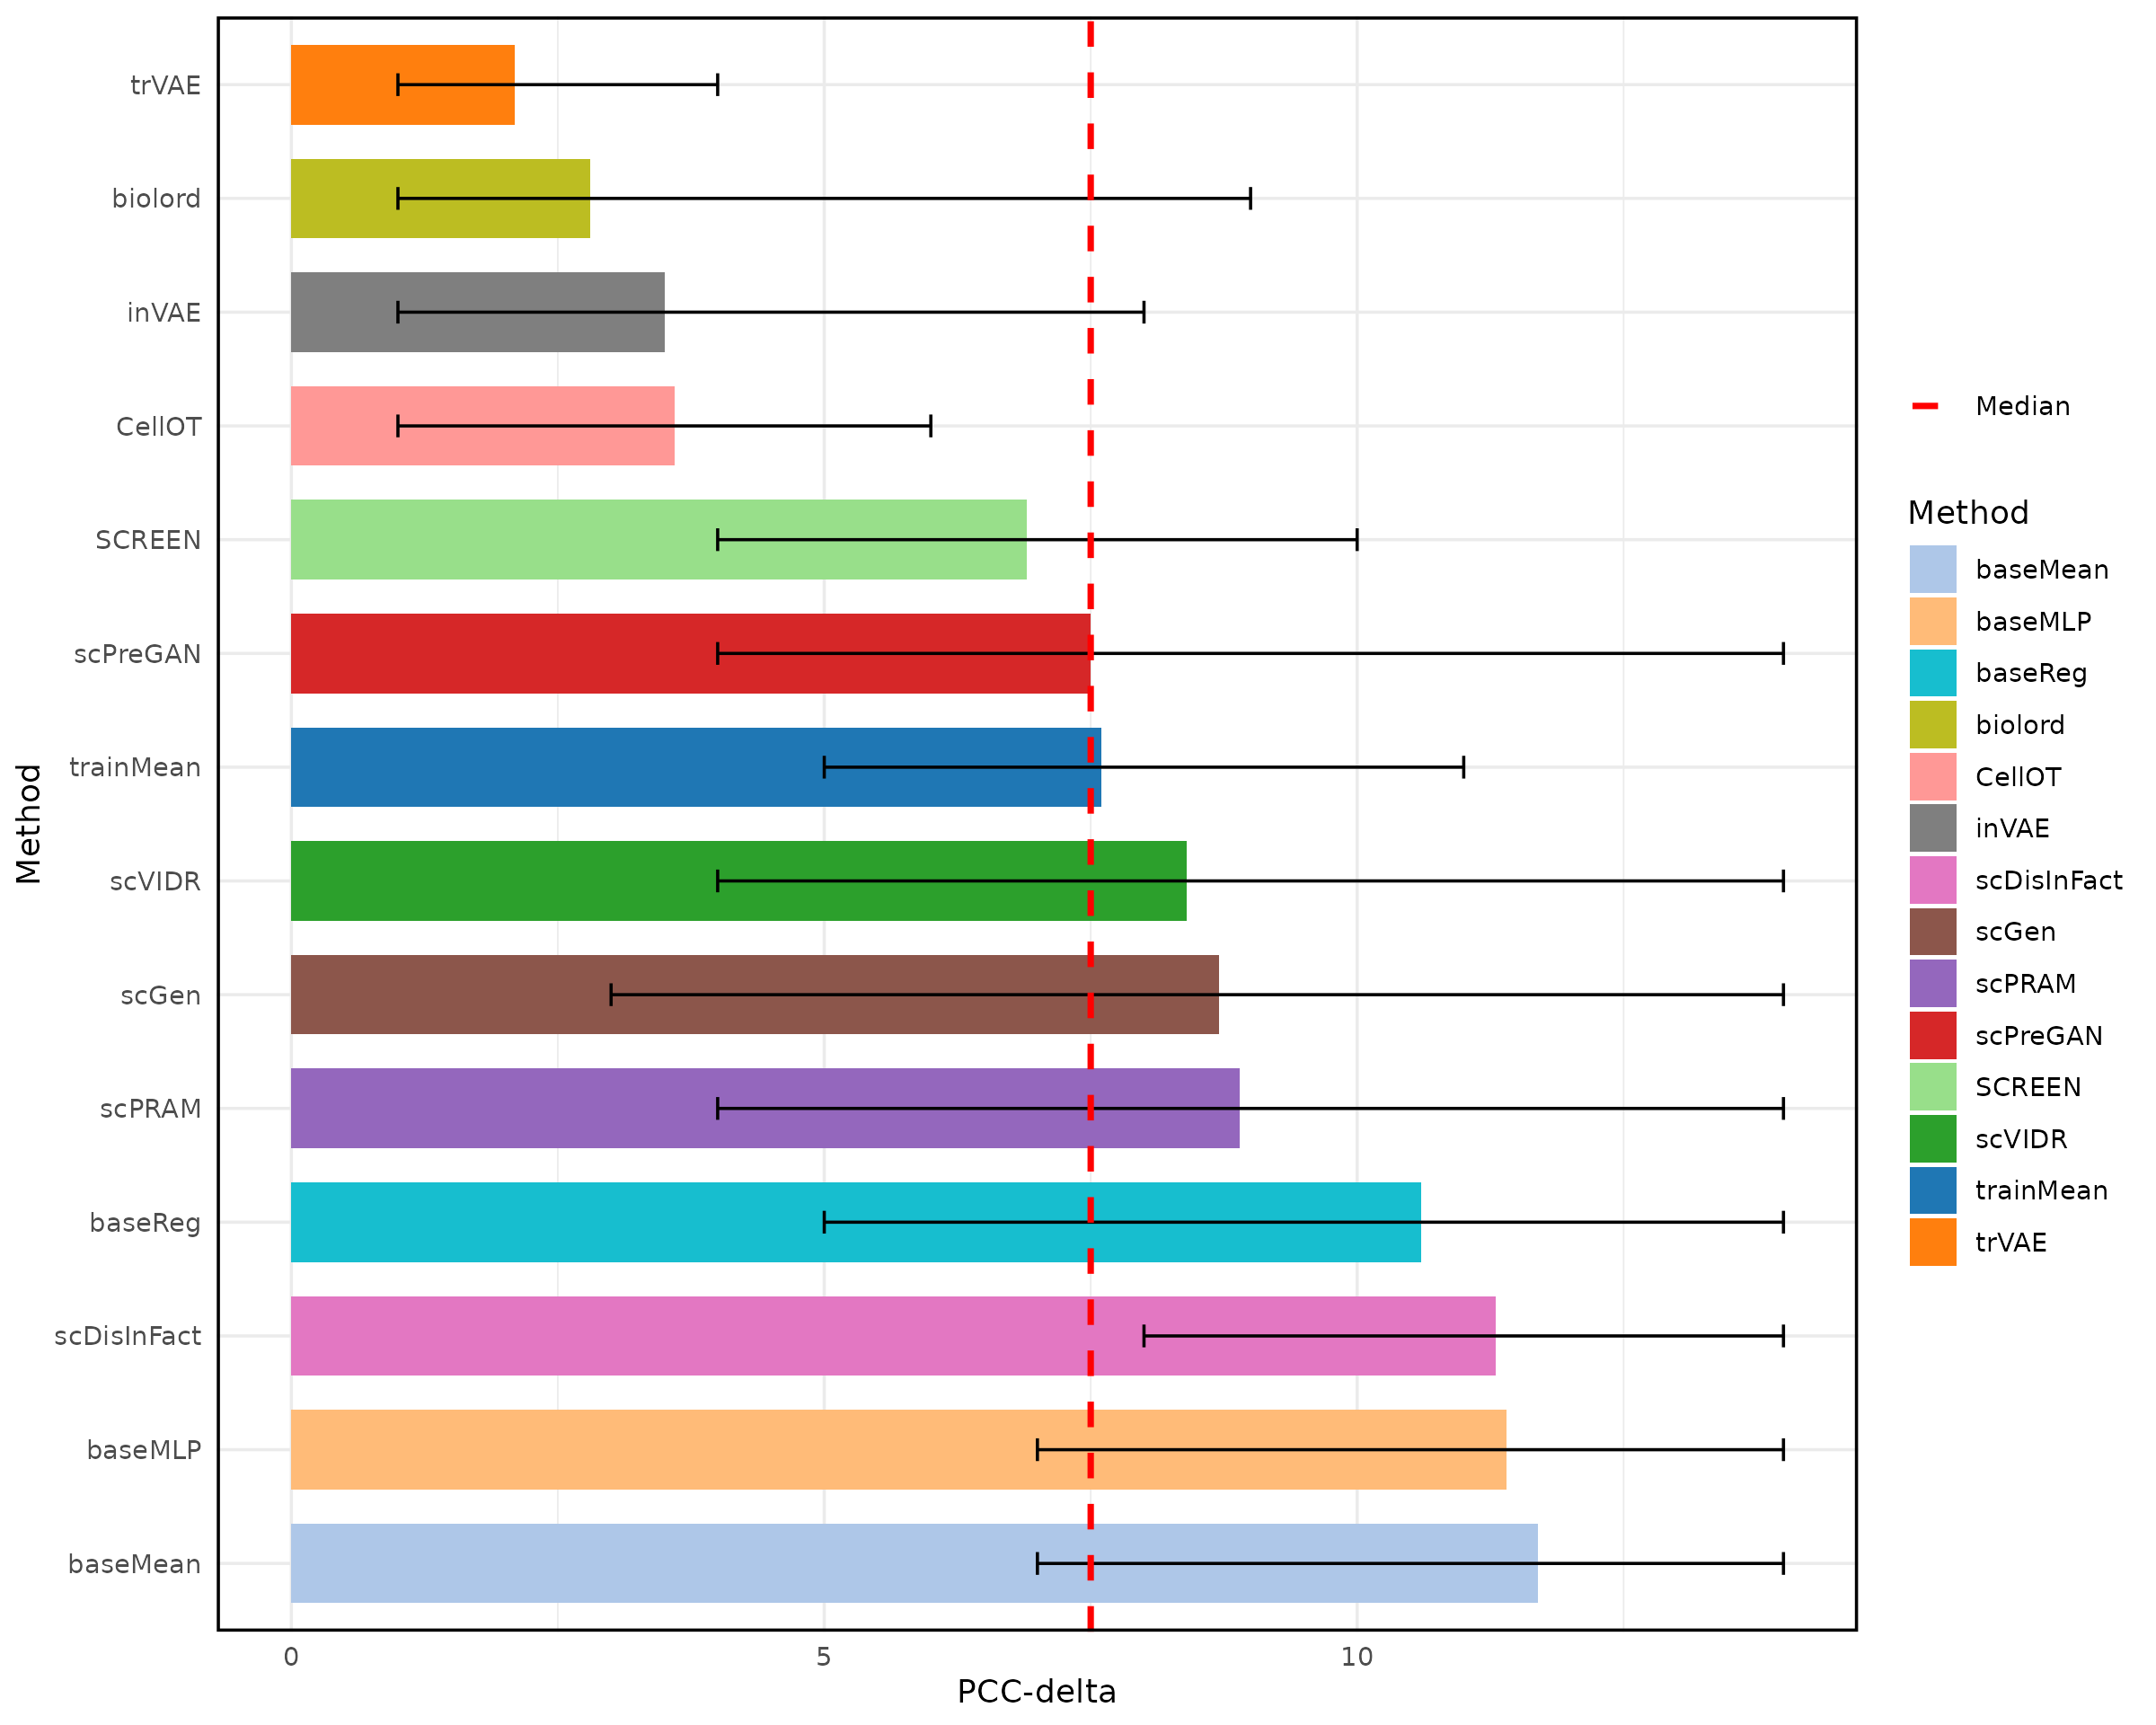 trVAE
biolord
inVAE
CellOT
SCREEN
scPreGAN
trainMean
scVIDR
scGen
scPRAM
baseReg
scDisInFact
baseMLP
baseMean
Method
0 5 10
PCC-delta
Median
Method
baseMean
baseMLP
baseReg
biolord
CellOT
inVAE
scDisInFact
scGen
scPRAM
scPreGAN
SCREEN
scVIDR
trainMean
trVAE